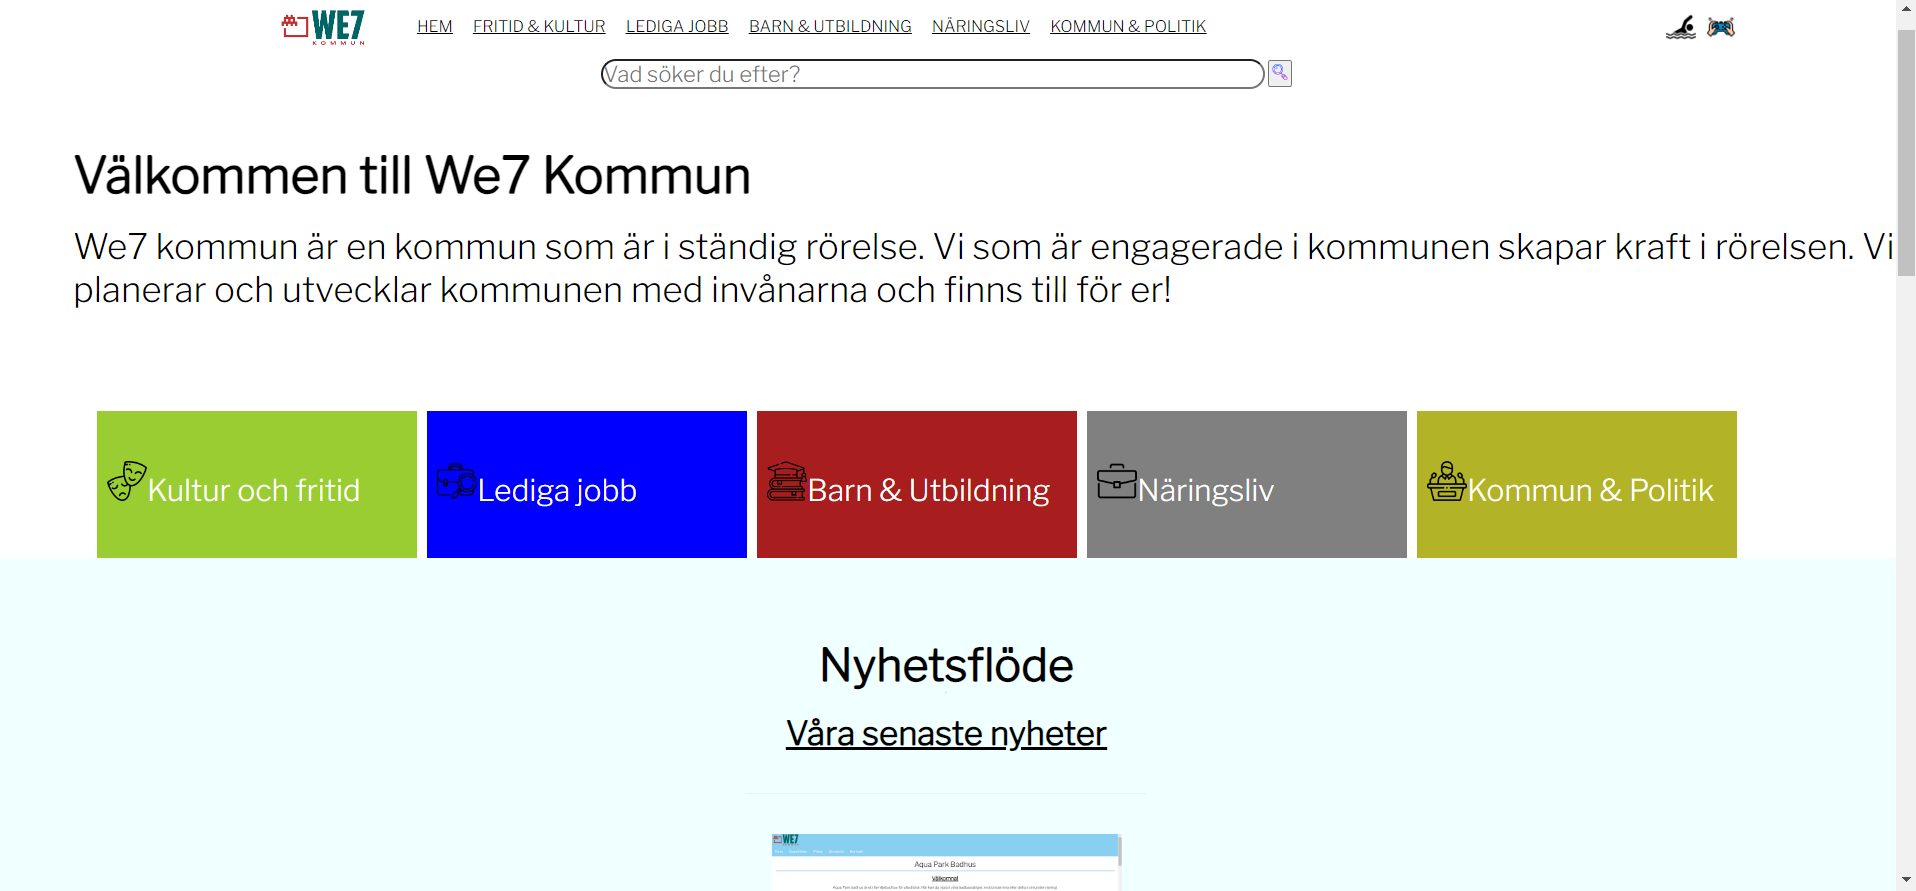 WE7
KOMMUN
HEM FRITID & KULTUR LEDIGA JOBB BARN & UTBILDNING NÄRINGSLIV KOMMUN & POLITIK
Vad söker du efter?
Välkommen till We7 Kommun
We7 kommun är en kommun som är i ständig rörelse. Vi som är engagerade i kommunen skapar kraft i rörelsen. Vi
planerar och utvecklar kommunen med invånarna och finns till för er!
Kultur och fritid
Lediga jobb
Barn & Utbildning
Näringsliv
Kommun & Politik
Nyhetsflöde
Våra senaste nyheter
WE7
Aqua Park Badhus
Välkomna!